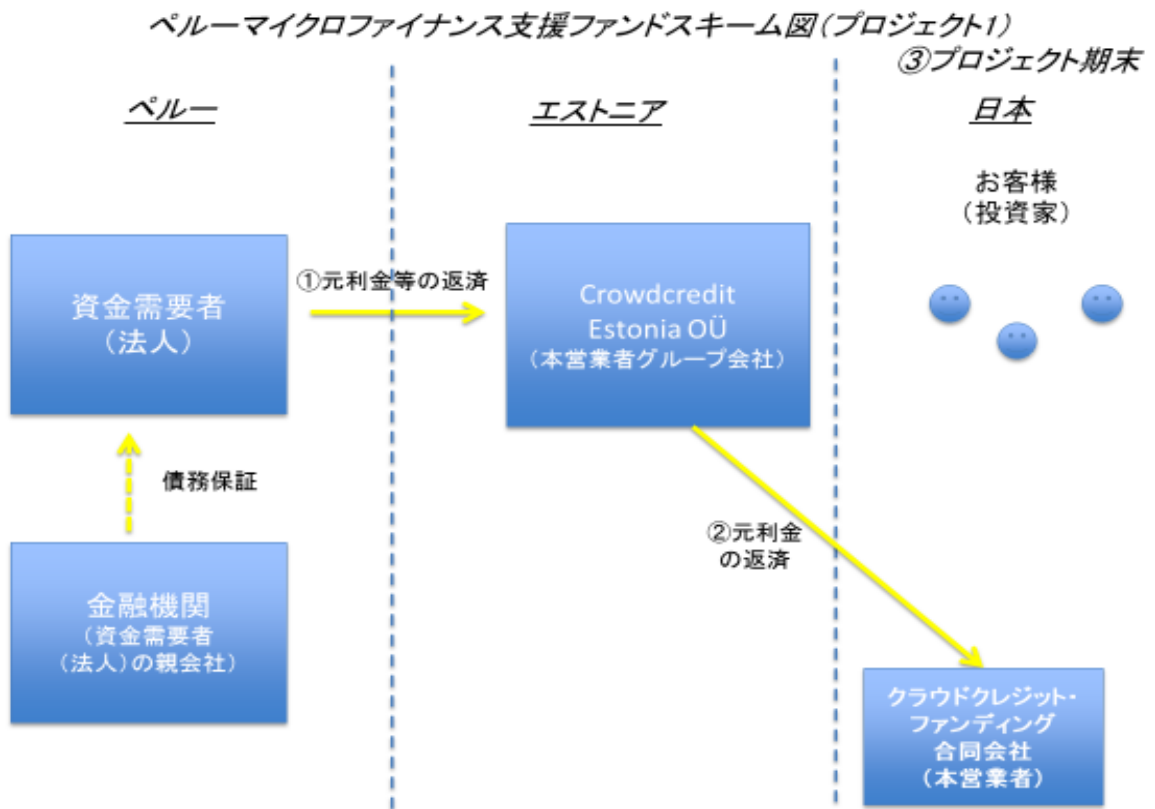 ペルーマイクロファイナンス支援ファンドスキーム図(プロジェクト1)
③プロジェクト期末
ペルー
エストニア
日本
お客様
(投資家)
資金需要者
(法人)
①元利金等の返済
Crowdcredit
Estonia OÜ
(本営業者グループ会社)
債務保証
②元利金
の返済
金融機関
(資金需要者
(法人)の親会社)
クラウドクレジット・
ファンディング
合同会社
(本営業者)